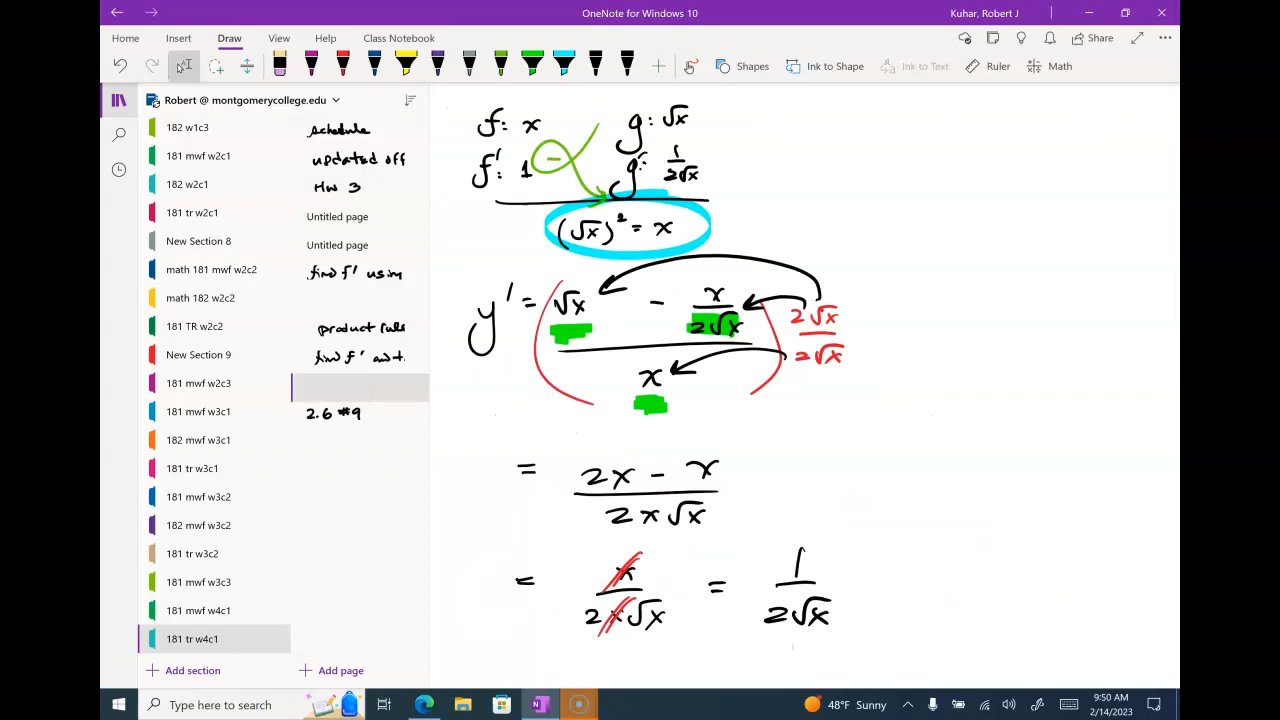 OneNote for Windows 10
Kuhar, Robert J
Home Insert Draw View Help Class Notebook
Share
Shapes Ink to Shape Ink to Text Ruler Math
Robert @ montgomerycollege.edu
182 w1c3
181 mwf w2c1
182 w2c1
181 tr w2c1
New Section 8
math 181 mwf w2c2
math 182 w2c2
181 TR w2c2
New Section 9
181 mwf w2c3
181 mwf w3c1
182 mwf w3c1
181 tr w3c1
181 mwf w3c2
182 mwf w3c2
181 tr w3c2
181 mwf w3c3
181 mwf w4c1
181 tr w4c1
Add section
schedule
updated off
HW 3
Untitled page
Untitled page
find f' using
product rule
find f' and
2.6 #9
Add page
f: x g: √x
f': 1 g': 1/(2√x)
(√x)² = x
y' = (√x - x/(2√x))/x 2√x/2√x
= (2x - x)/(2x√x)
= x/(2x√x) = 1/(2√x)
Type here to search
48°F Sunny
9:50 AM
2/14/2023